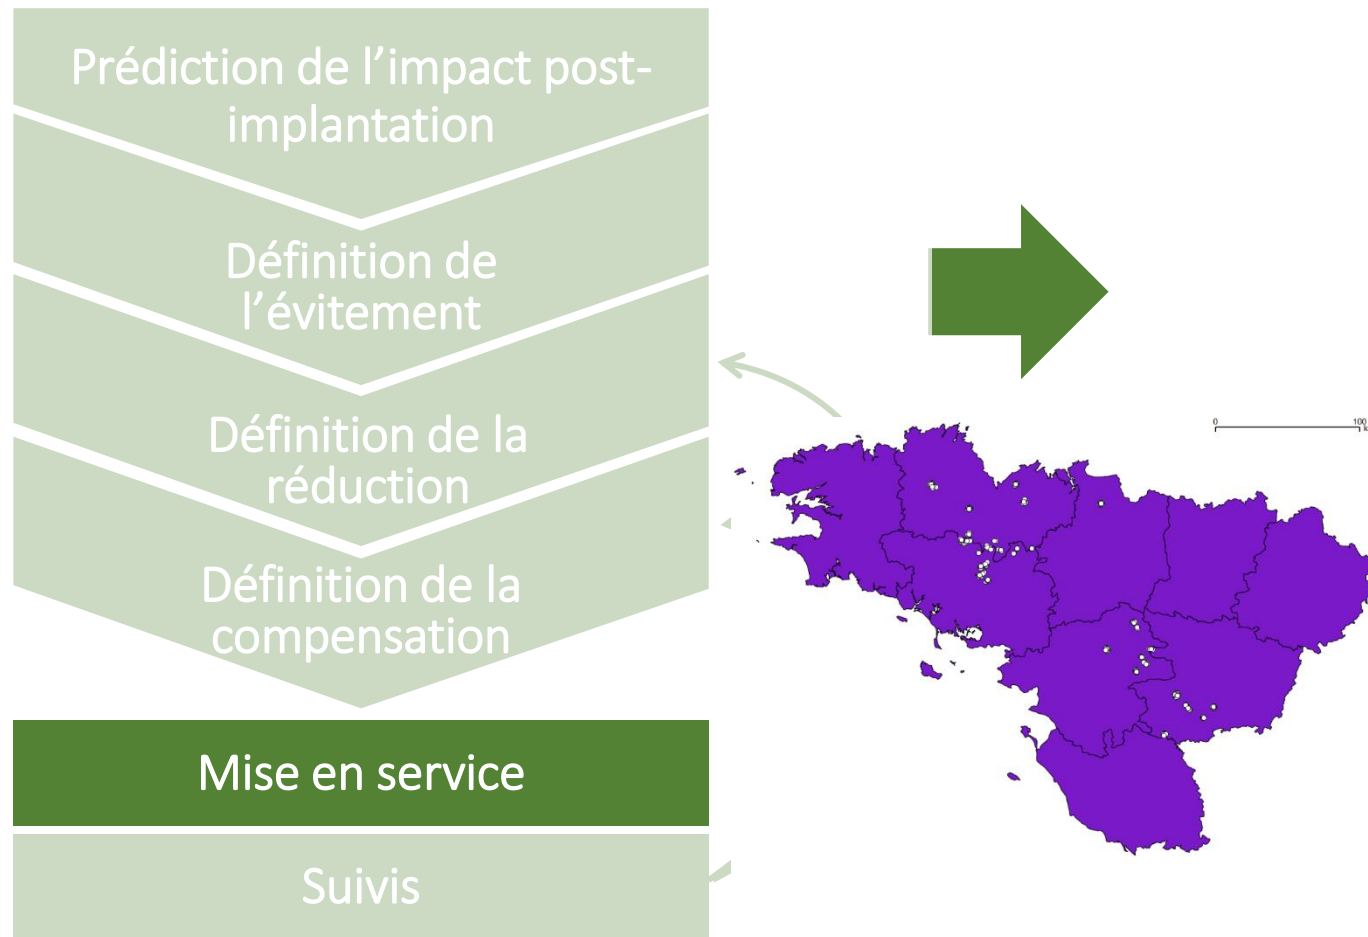 Prédiction de l’impact post-
implantation
Définition de
l’évitement
Définition de la
réduction
Définition de la
compensation
Mise en service
Suivis
0 100
k